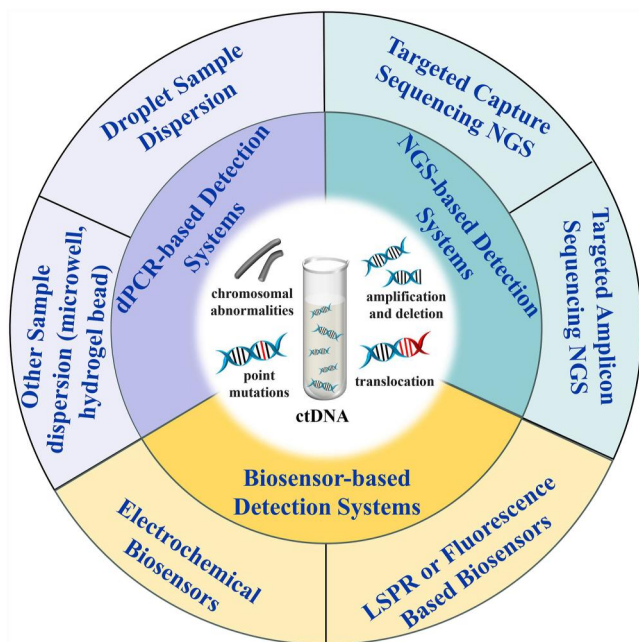 Droplet Sample
Dispersion
Targeted Capture
Sequencing NGS
Other Sample
dispersion (microwell,
hydrogel bead)
dPCR-based Detection
Systems
NGS-based Detection
Systems
Targeted Amplicon
Sequencing NGS
chromosomal
abnormalities
amplification
and deletion
point
mutations
translocation
ctDNA
Biosensor-based
Detection Systems
Electrochemical
Biosensors
LSPR or Fluorescence
Based Biosensors